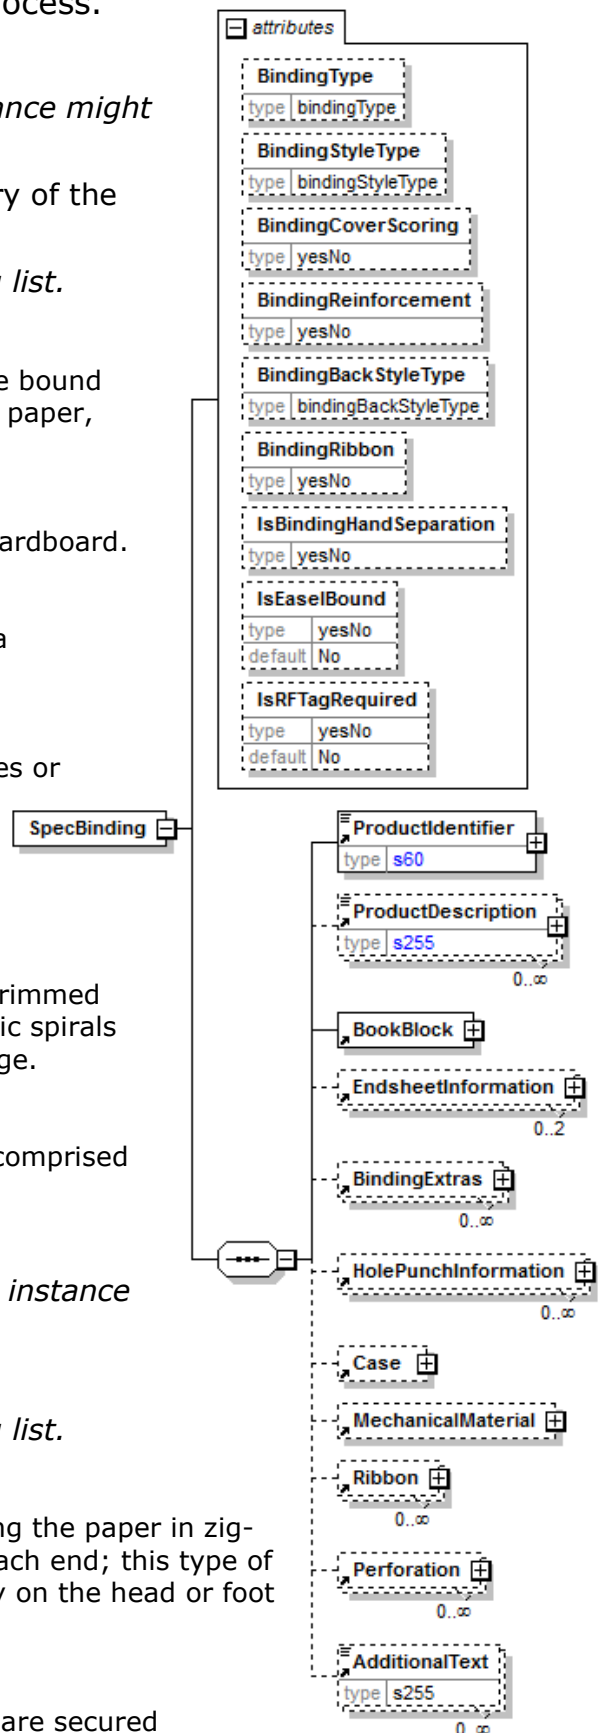 ocess.
ance might
ry of the
list.
e bound
paper,
ardboard.
a
es or
rimmed
ic spirals
ge.
comprised
instance
list.
ng the paper in zig-
ach end; this type of
y on the head or foot
are secured
attributes
BindingType
type bindingType
BindingStyleType
type bindingStyleType
BindingCoverScoring
type yesNo
BindingReinforcement
type yesNo
BindingBackStyleType
type bindingBackStyleType
BindingRibbon
type yesNo
IsBindingHandSeparation
type yesNo
IsEaselBound
type yesNo
default No
IsRFTagRequired
type yesNo
default No
SpecBinding
ProductIdentifier
type s60
ProductDescription
type s255
0..∞
BookBlock
EndsheetInformation
0..2
BindingExtras
0..∞
HolePunchInformation
0..∞
Case
MechanicalMaterial
Ribbon
0..∞
Perforation
0..∞
AdditionalText
type s255
0..∞